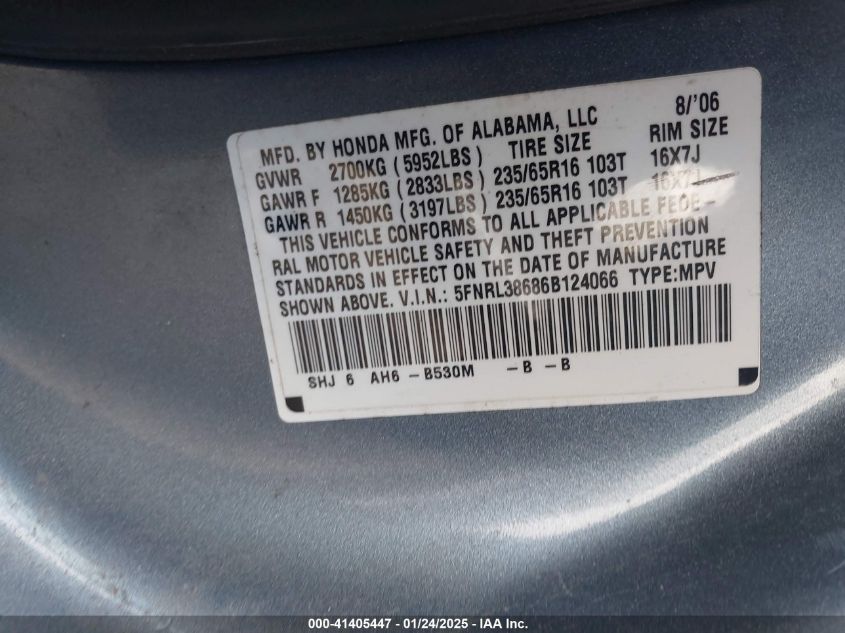 8/'06
MFD. BY HONDA MFG. OF ALABAMA, LLC
GVWR 2700KG (5952LBS) TIRE SIZE RIM SIZE
GAWR F 1285KG (2833LBS) 235/65R16 103T 16X7J
GAWR R 1450KG (3197LBS) 235/65R16 103T 16X7J
THIS VEHICLE CONFORMS TO ALL APPLICABLE FEDE-
RAL MOTOR VEHICLE SAFETY AND THEFT PREVENTION
STANDARDS IN EFFECT ON THE DATE OF MANUFACTURE
SHOWN ABOVE. V.I.N.: 5FNRL38686B124066 TYPE:MPV
SHJ 6 AH6 -B530M -B -B
000-41405447 - 01/24/2025 - ©IAA Inc.